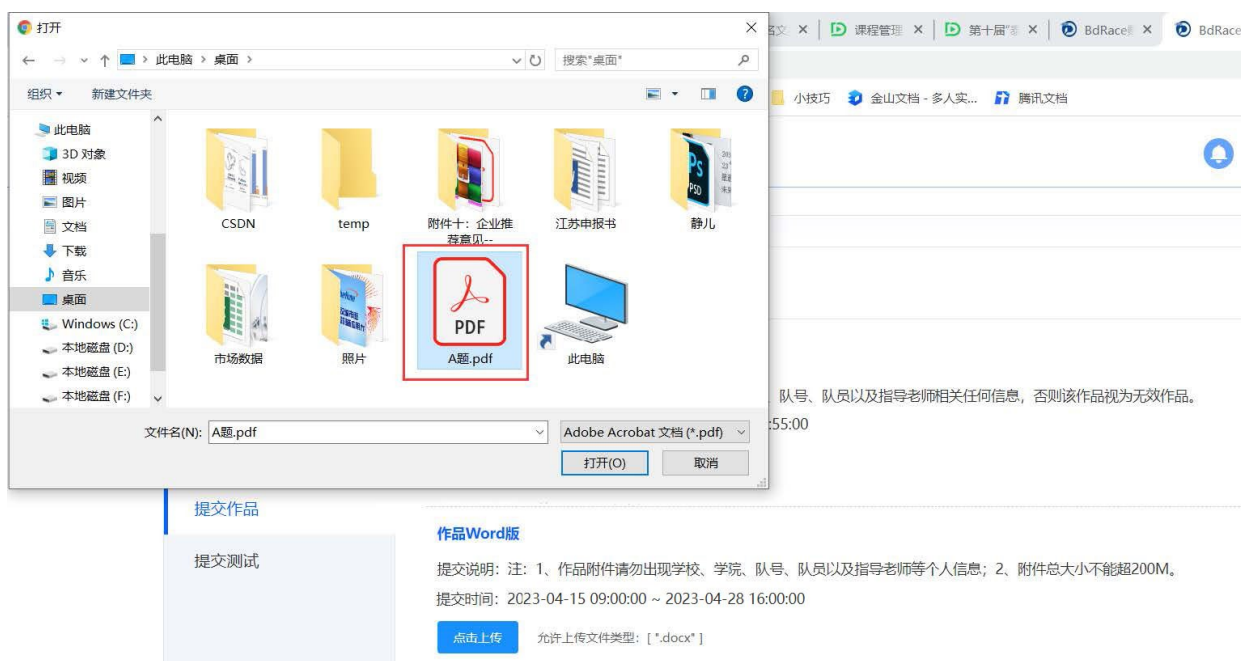 打开
名文
课程管理
第十届"
BdRace
BdRace
此电脑 > 桌面 >
搜索"桌面"
组织
新建文件夹
小技巧
金山文档 - 多人实...
腾讯文档
此电脑
3D 对象
视频
图片
文档
下载
音乐
桌面
Windows (C:)
本地磁盘 (D:)
本地磁盘 (E:)
本地磁盘 (F:)
CSDN
temp
附件十:企业推
荐意见--
江苏申报书
Ps
PSD
静儿
市场数据
照片
PDF
A题.pdf
此电脑
文件名(N): A题.pdf
Adobe Acrobat 文档 (*.pdf)
打开(O)
取消
队号、队员以及指导老师相关任何信息,否则该作品视为无效作品。
:55:00
提交作品
提交测试
作品Word版
提交说明:注:1、作品附件请勿出现学校、学院、队号、队员以及指导老师等个人信息;2、附件总大小不能超200M。
提交时间:2023-04-15 09:00:00 ~ 2023-04-28 16:00:00
点击上传
允许上传文件类型:[ ".docx" ]